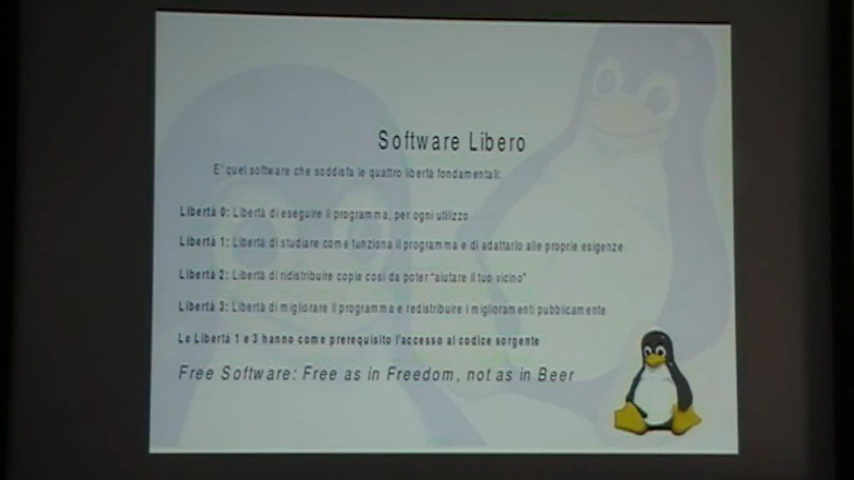 Software Libero
E' quel software che soddisfa le quattro libertà fondamentali:
Libertà 0: Libertà di eseguire il programma, per ogni utilizzo
Libertà 1: Libertà di studiare come funziona il programma e di adattarlo alle proprie esigenze
Libertà 2: Libertà di ridistribuire copie così da poter "aiutare il tuo vicino"
Libertà 3: Libertà di migliorare il programma e redistribuire i miglioramenti pubblicamente
Le Libertà 1 e 3 hanno come prerequisito l'accesso al codice sorgente
Free Software: Free as in Freedom, not as in Beer